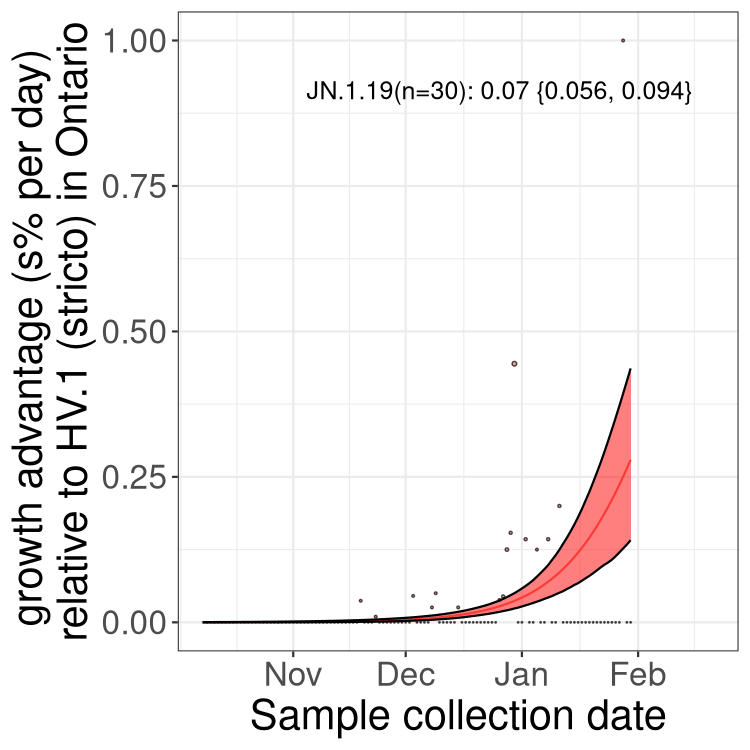 growth advantage (s% per day)
relative to HV.1 (stricto) in Ontario
1.00
0.75
0.50
0.25
0.00
JN.1.19(n=30): 0.07 {0.056, 0.094}
Nov Dec Jan Feb
Sample collection date